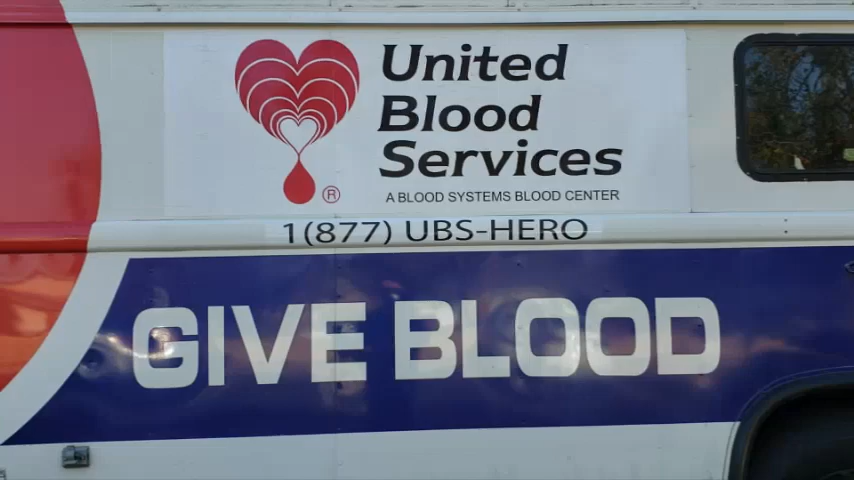 United
Blood
Services
®
A BLOOD SYSTEMS BLOOD CENTER
1(877) UBS-HERO
GIVE BLOOD